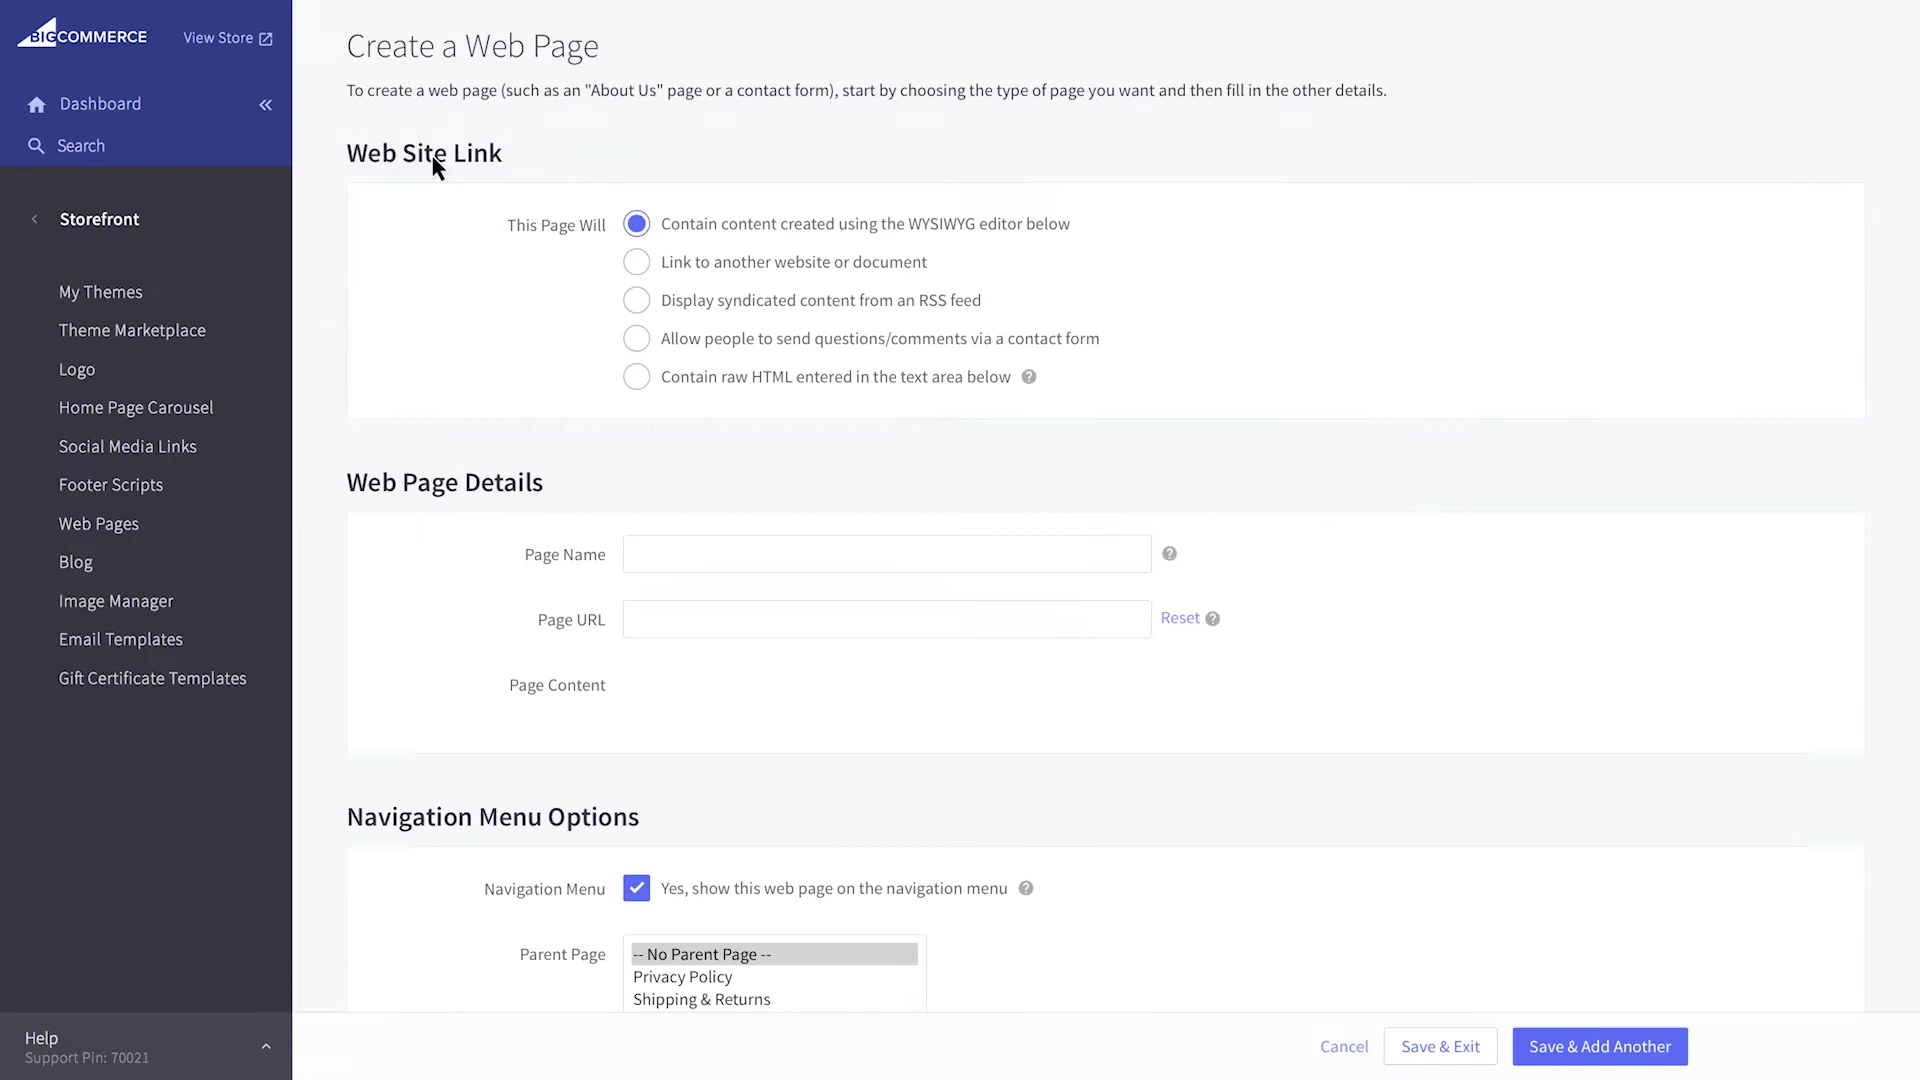 BIGCOMMERCE
View Store
Dashboard
Search
Storefront
My Themes
Theme Marketplace
Logo
Home Page Carousel
Social Media Links
Footer Scripts
Web Pages
Blog
Image Manager
Email Templates
Gift Certificate Templates
Help
Support Pin: 70021
Create a Web Page
To create a web page (such as an "About Us" page or a contact form), start by choosing the type of page you want and then fill in the other details.
Web Site Link
This Page Will
Contain content created using the WYSIWYG editor below
Link to another website or document
Display syndicated content from an RSS feed
Allow people to send questions/comments via a contact form
Contain raw HTML entered in the text area below ?
Web Page Details
Page Name ?
Page URL Reset ?
Page Content
Navigation Menu Options
Navigation Menu Yes, show this web page on the navigation menu ?
Parent Page -- No Parent Page --
Privacy Policy
Shipping & Returns
Cancel Save & Exit Save & Add Another